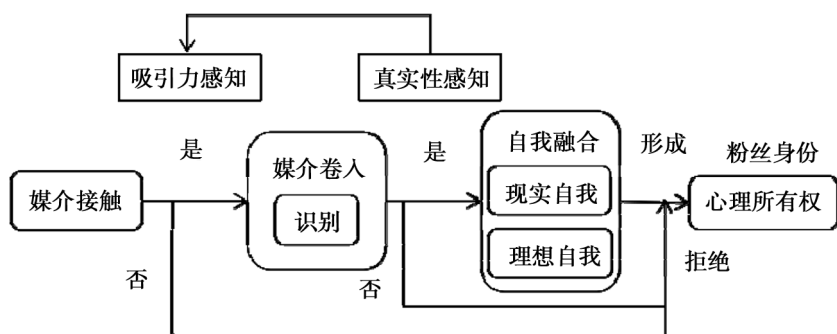 吸引力感知
真实性感知
媒介接触
是
否
媒介卷入
识别
是
否
自我融合
现实自我
理想自我
形成
拒绝
粉丝身份
心理所有权